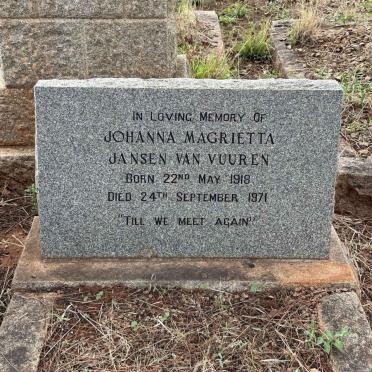 In Loving Memory Of
Johanna Magrietta
Jansen van Vuuren
Born 22nd May 1918
Died 24th September 1971
"Till we meet again"